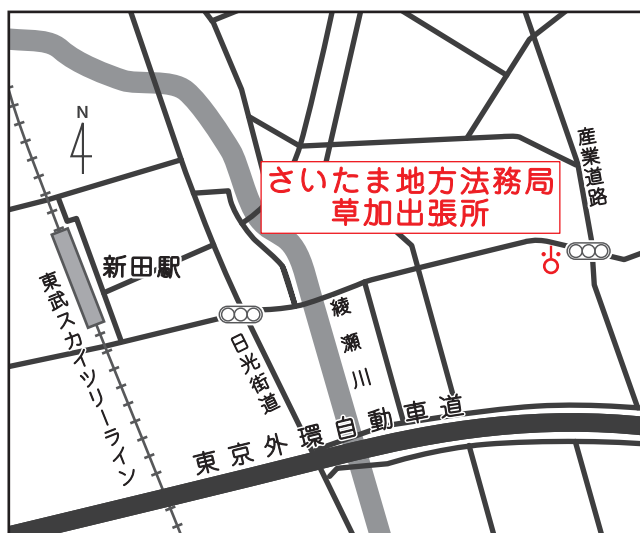 N
産業道路
さいたま地方法務局
草加出張所
新田駅
東武スカイツリーライン
日光街道
綾瀬川
東京外環自動車道